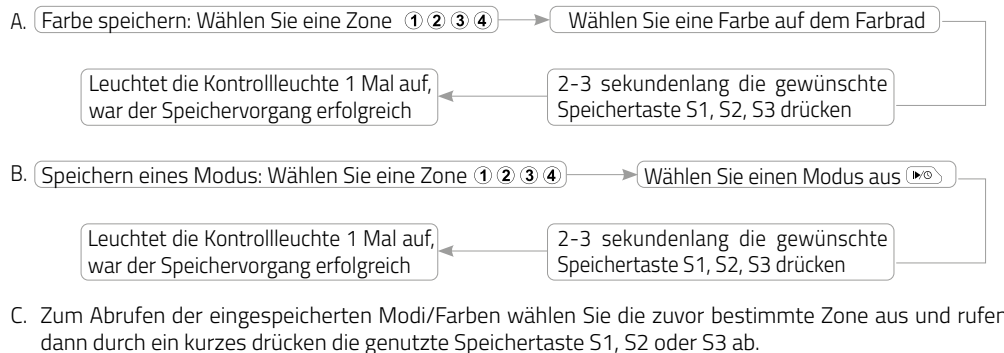 A. Farbe speichern: Wählen Sie eine Zone ① ② ③ ④
Wählen Sie eine Farbe auf dem Farbrad
2-3 sekundenlang die gewünschte
Speichertaste S1, S2, S3 drücken
Leuchtet die Kontrollleuchte 1 Mal auf,
war der Speichervorgang erfolgreich
B. Speichern eines Modus: Wählen Sie eine Zone ① ② ③ ④
Wählen Sie einen Modus aus
2-3 sekundenlang die gewünschte
Speichertaste S1, S2, S3 drücken
Leuchtet die Kontrollleuchte 1 Mal auf,
war der Speichervorgang erfolgreich
C. Zum Abrufen der eingespeicherten Modi/Farben wählen Sie die zuvor bestimmte Zone aus und rufen
dann durch ein kurzes drücken die genutzte Speichertaste S1, S2 oder S3 ab.